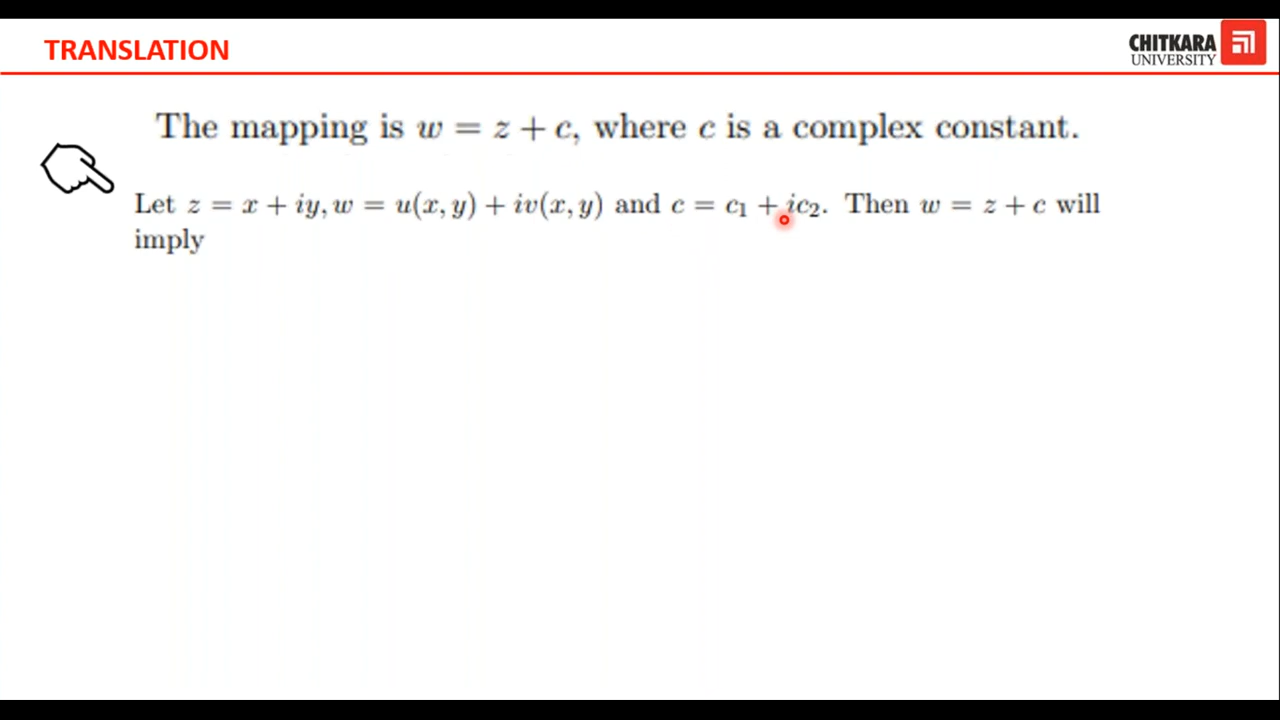 TRANSLATION
CHITKARA
UNIVERSITY
The mapping is w = z + c, where c is a complex constant.
Let z = x + iy, w = u(x, y) + iv(x, y) and c = c₁ + ic₂. Then w = z + c will
imply